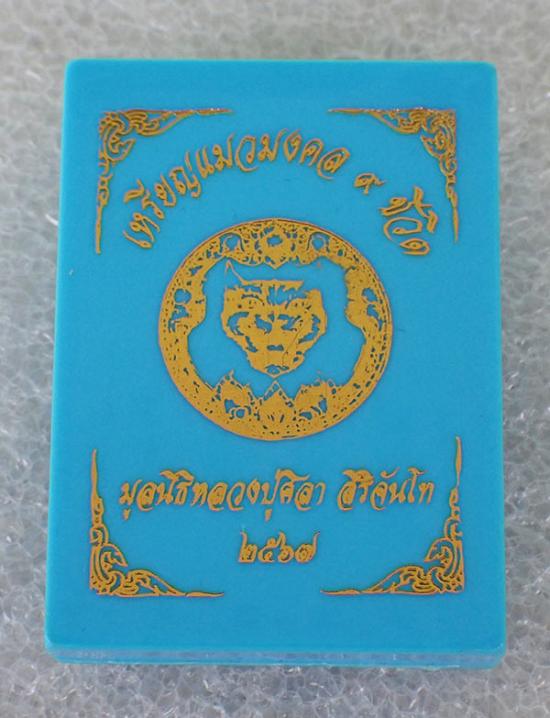 เหรียญแมวมงคล ๙ ชีวิต
มูลนิธิหลวงปู่ศิลา สิริจันโท
๒๕๖๗